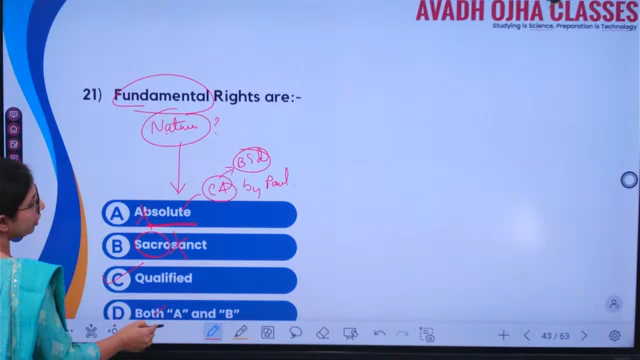 AVADH OJHA CLASSES
Studying is Science, Preparation is Technology
21) Fundamental Rights are:-
Nature ?
BSD
CA by Parl
A Absolute
B Sacrosanct
C Qualified
D Both "A" and "B"
43 / 63